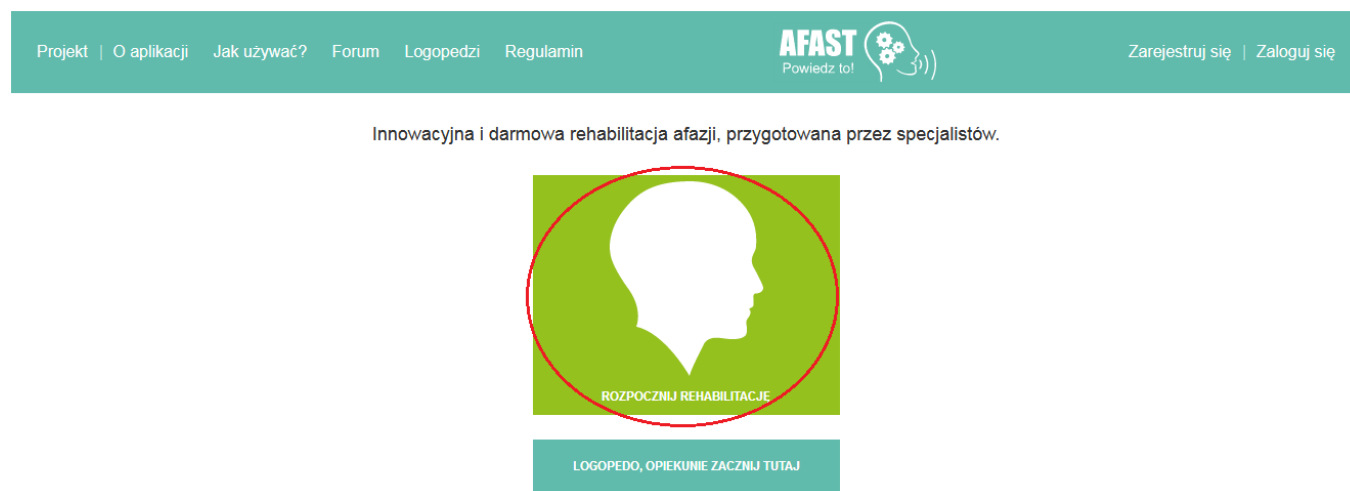 Projekt | O aplikacji Jak używać? Forum Logopedzi Regulamin
AFAST
Powiedz to!
Zarejestruj się | Zaloguj się
Innowacyjna i darmowa rehabilitacja afazji, przygotowana przez specjalistów.
ROZPOCZNIJ REHABILITACJE
LOGOPEDO, OPIEKUNIE ZACZNIJ TUTAJ